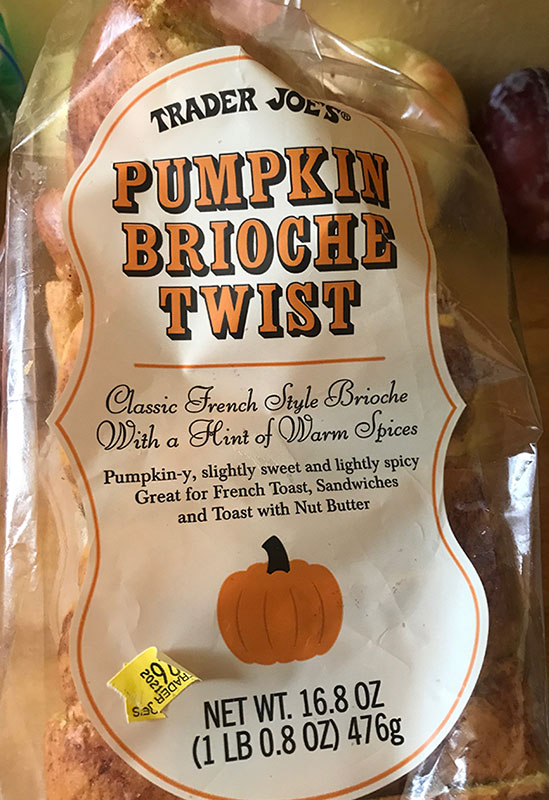 TRADER JOE'S®
PUMPKIN
BRIOCHE
TWIST
Classic French Style Brioche
With a Hint of Warm Spices
Pumpkin-y, slightly sweet and lightly spicy
Great for French Toast, Sandwiches
and Toast with Nut Butter
NET WT. 16.8 OZ
(1 LB 0.8 OZ) 476g